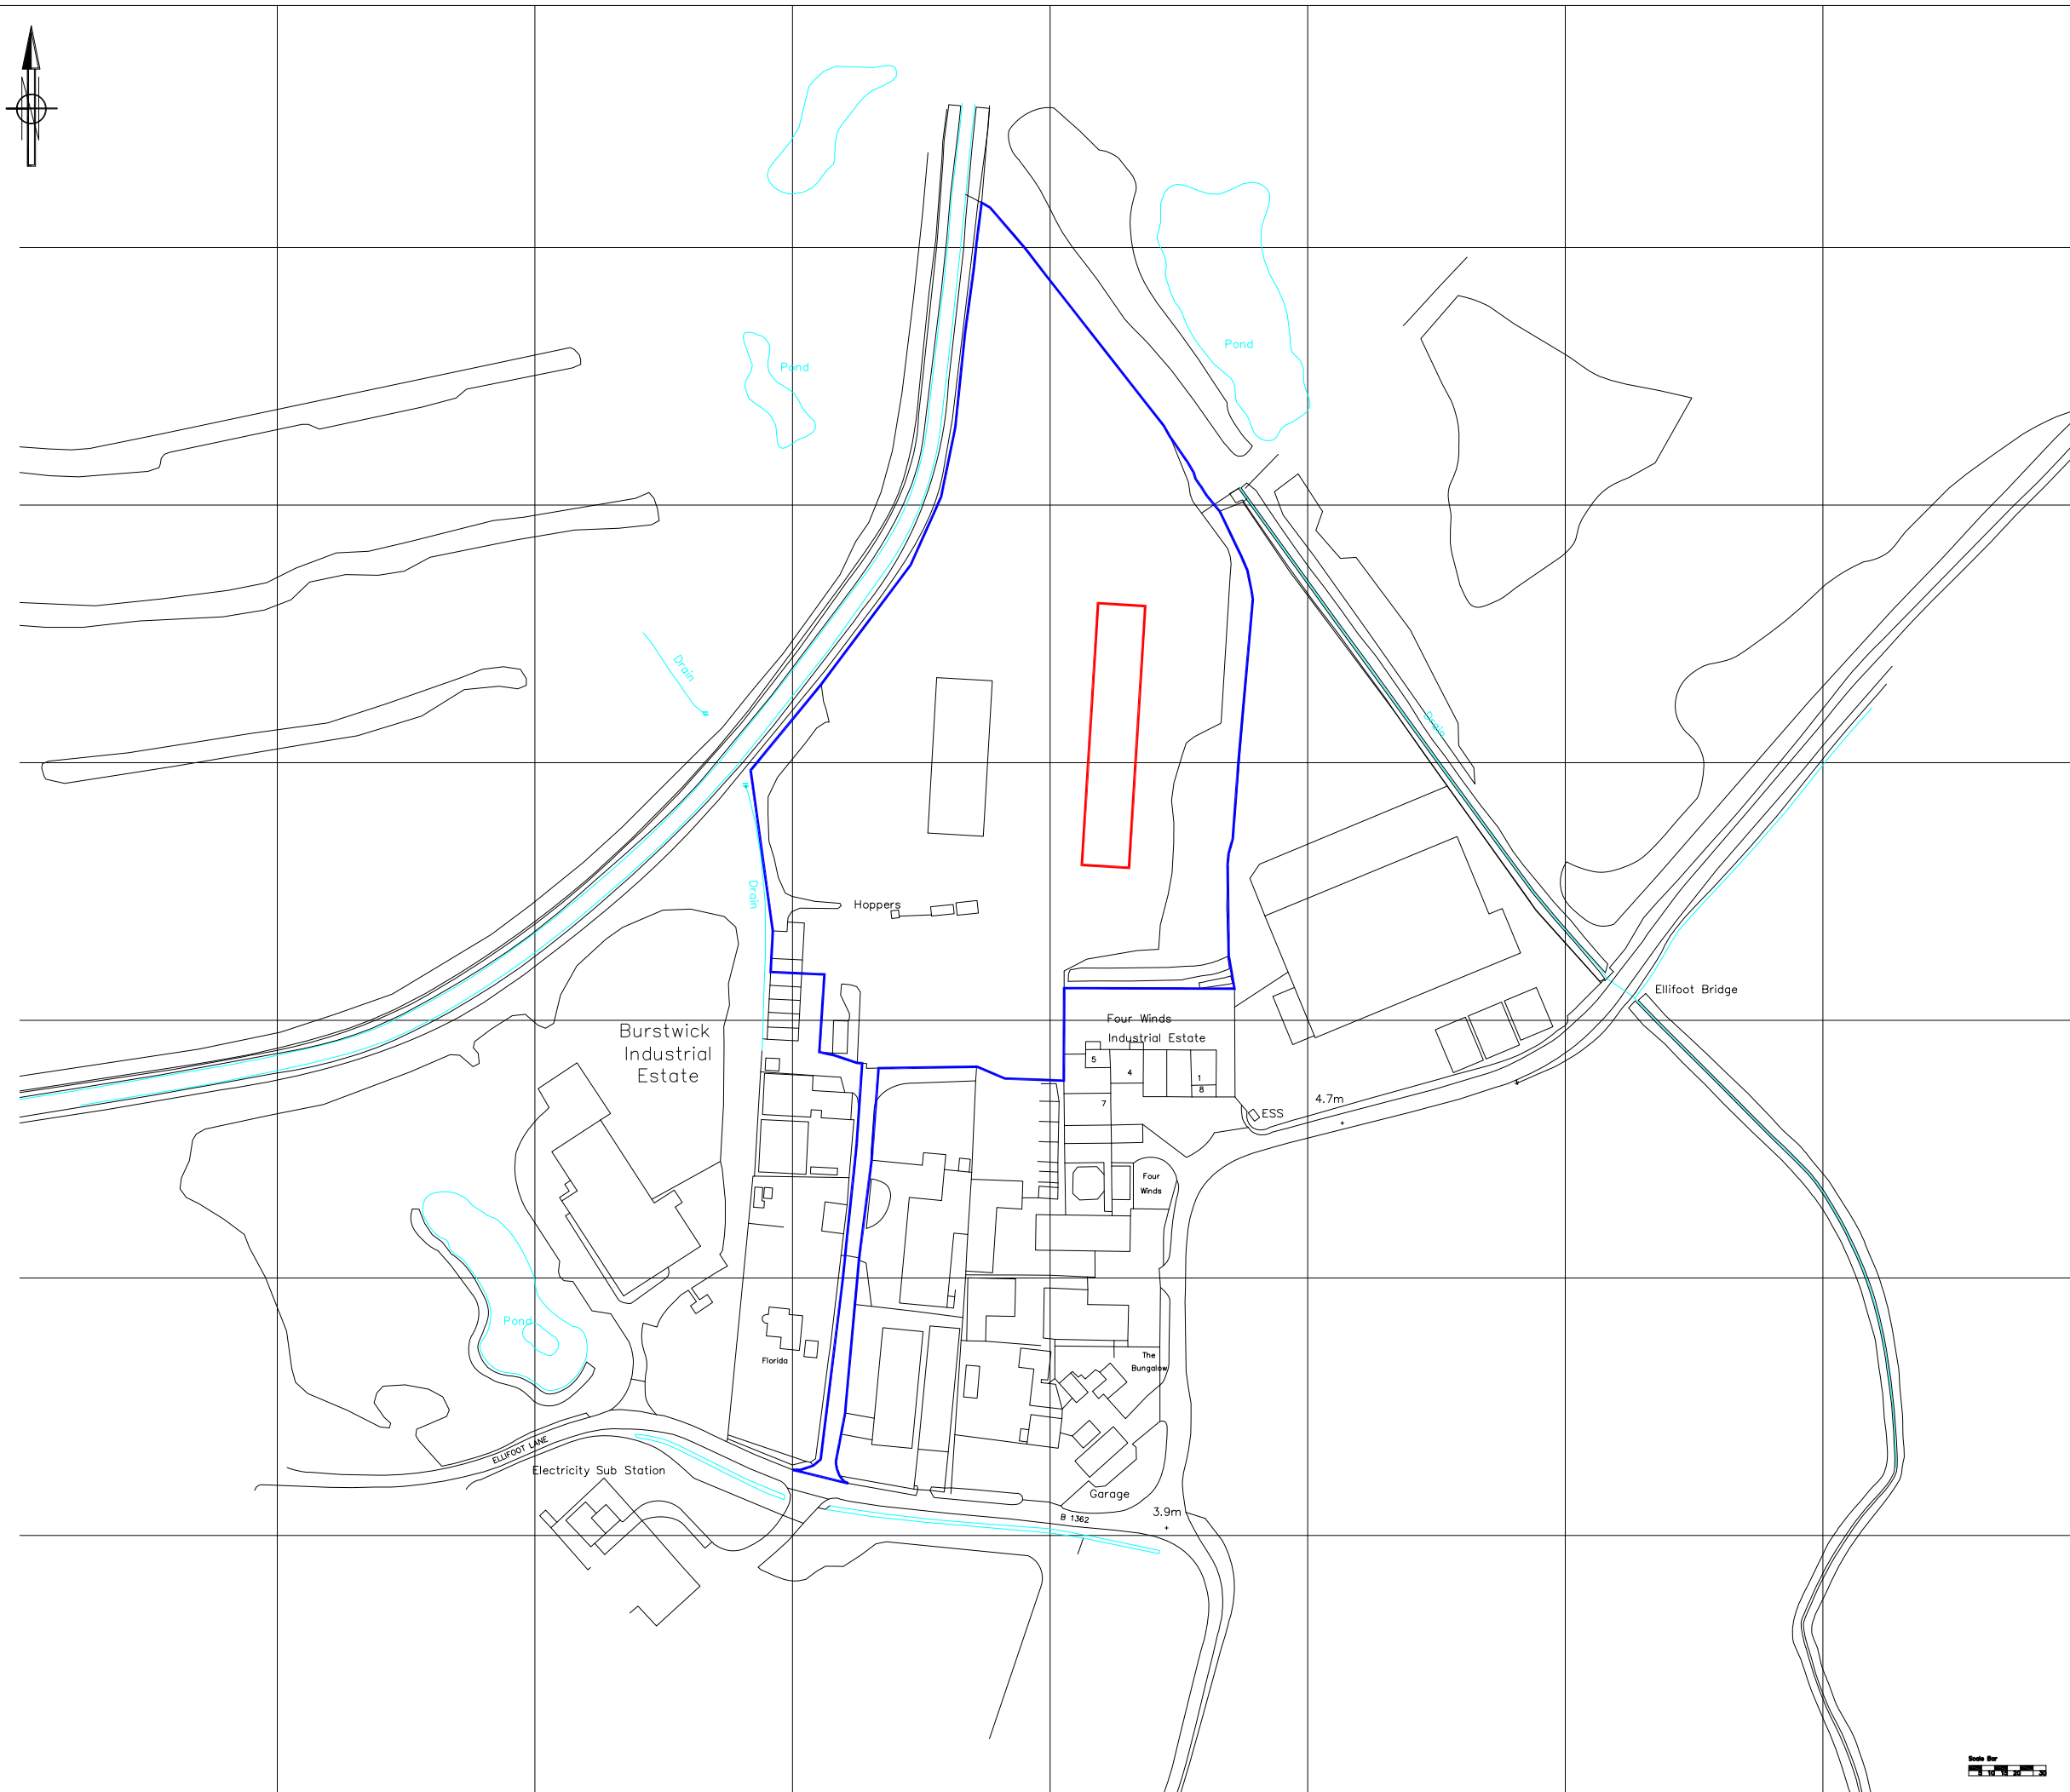 Pond
Pond
Drain
Drain
Drain
Hoppers
Ellifoot Bridge
Four Winds
Industrial Estate
Burstwick
Industrial
Estate
5
4
1
8
7
4.7m
ESS
Four
Winds
Pond
The
Bungalow
Florida
ELLIFOOT LANE
Electricity Sub Station
Garage
3.9m
B 1362
Scale Bar